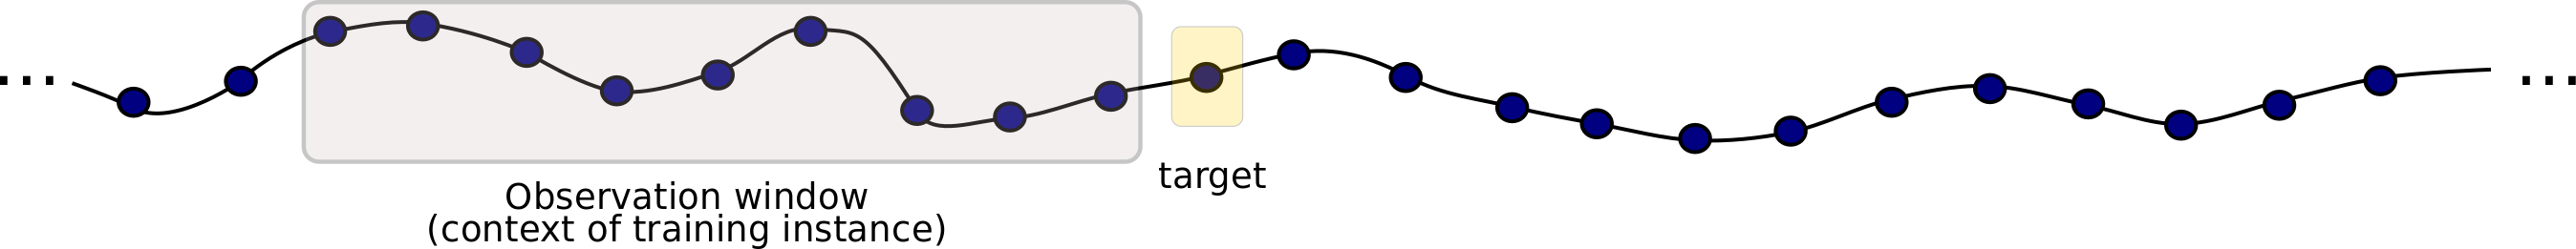 ... ...
target
Observation window
(context of training instance)